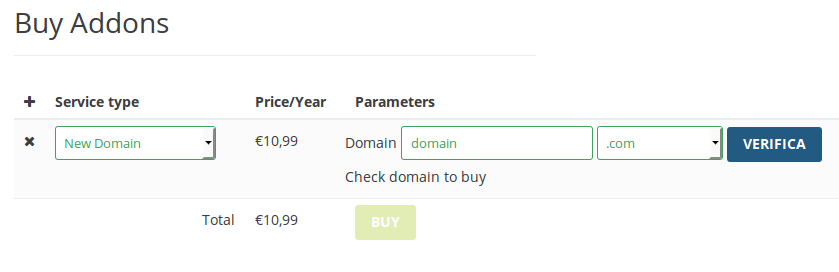 Buy Addons
Service type Price/Year Parameters
New Domain €10,99 Domain domain .com VERIFICA
Check domain to buy
Total €10,99 BUY